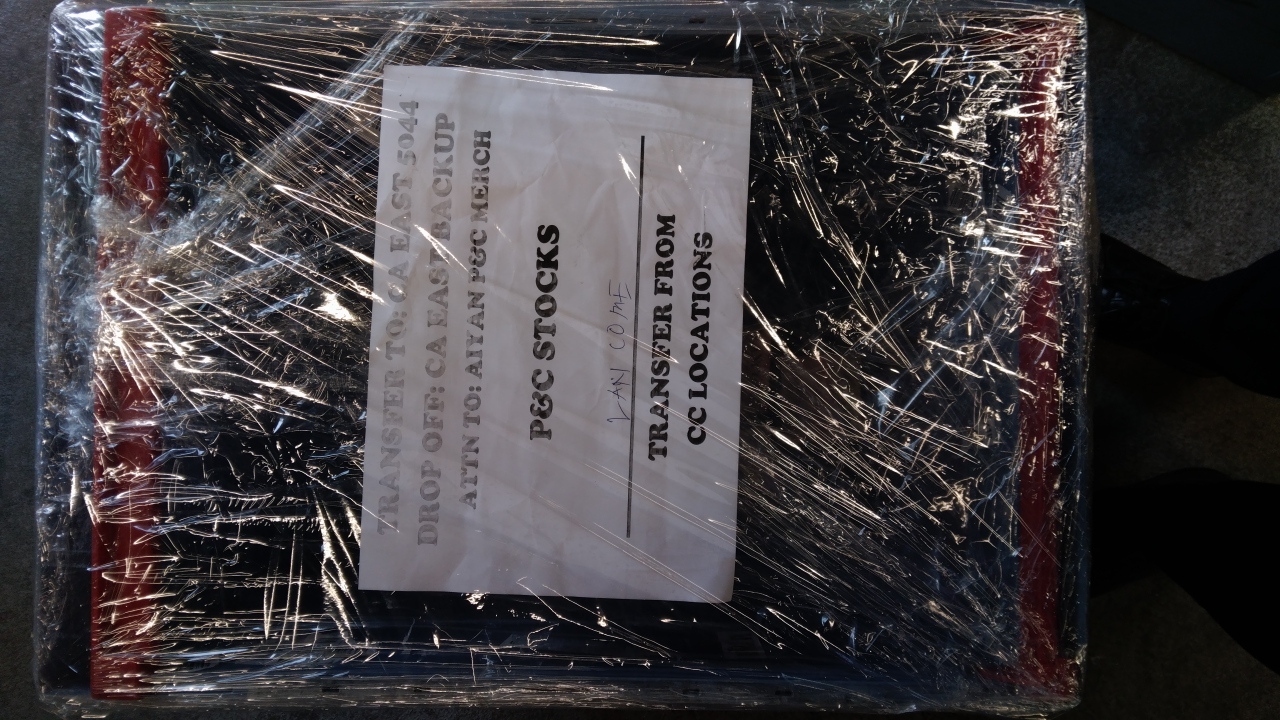 TRANSFER TO: CA EAST 5044
DROP OFF: CA EAST BACKUP
ATTN TO: AIYAN P&C MERCH
P&C STOCKS
LANCOME
TRANSFER FROM
CC LOCATIONS